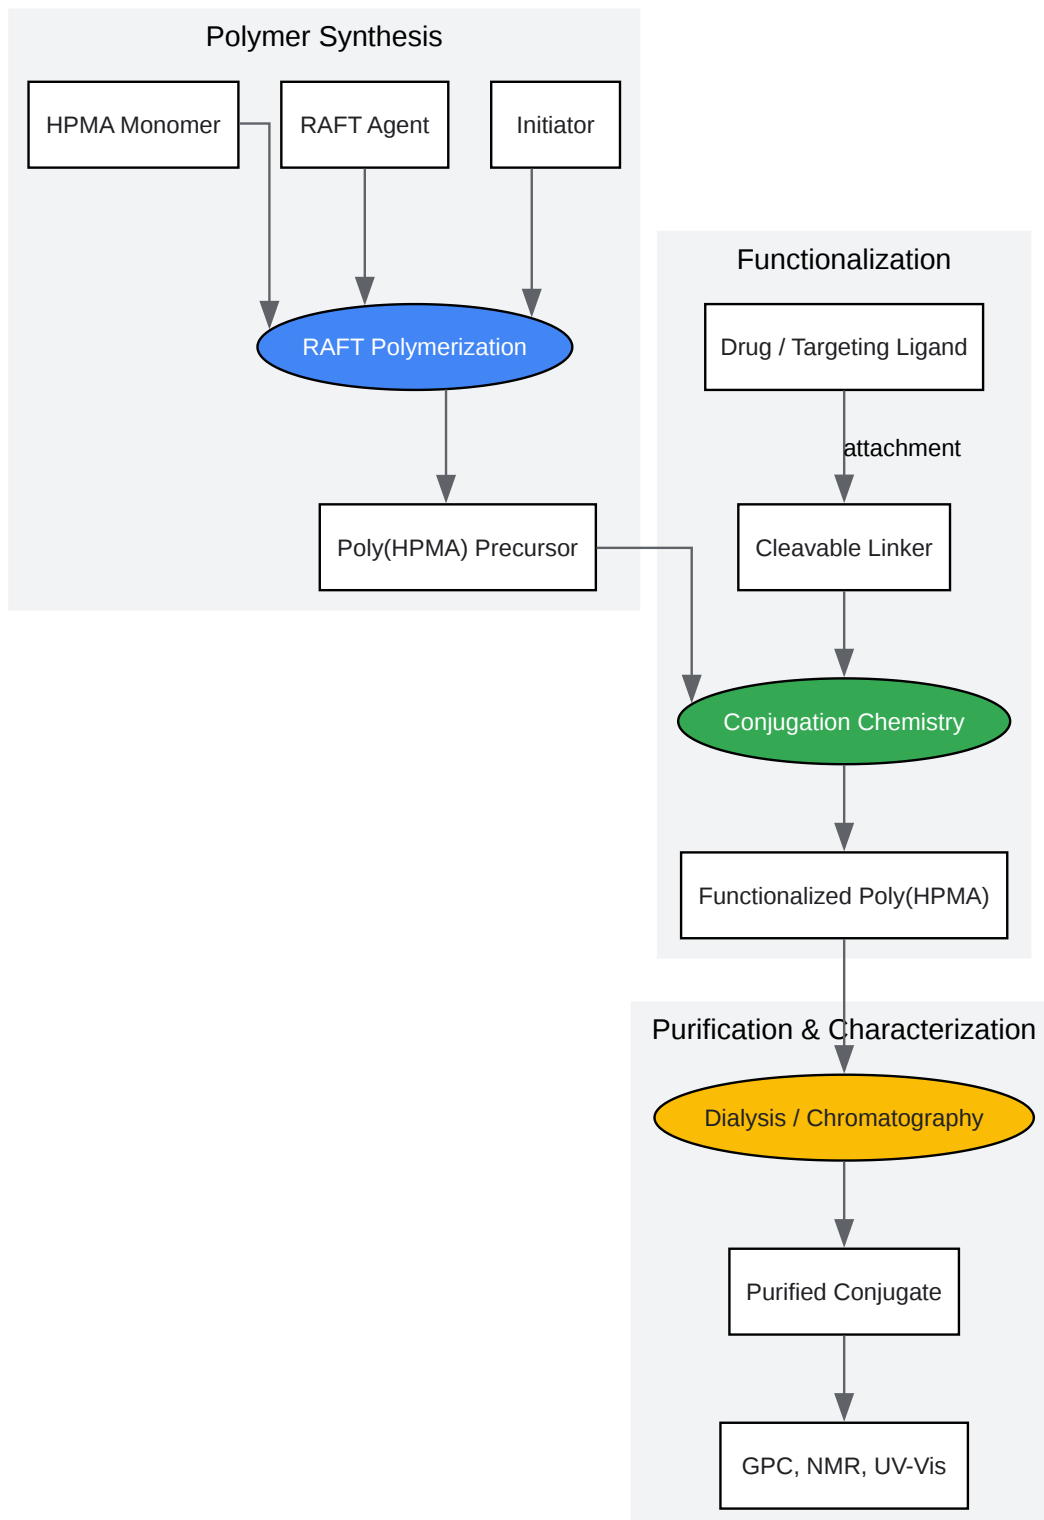 Polymer Synthesis
HPMA Monomer
RAFT Agent
Initiator
RAFT Polymerization
Poly(HPMA) Precursor
Functionalization
Drug / Targeting Ligand
attachment
Cleavable Linker
Conjugation Chemistry
Functionalized Poly(HPMA)
Purification & Characterization
Dialysis / Chromatography
Purified Conjugate
GPC, NMR, UV-Vis